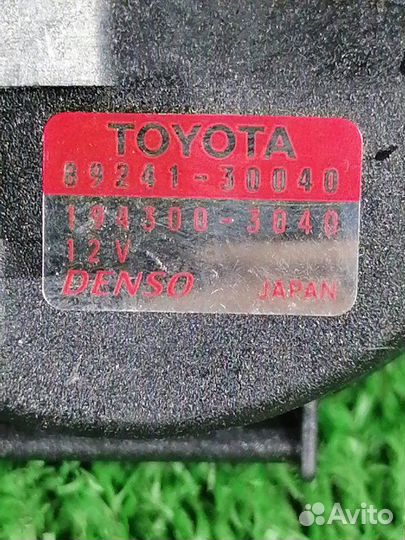 TOYOTA
89241-30040
194300-3040
12V
DENSO JAPAN
Avito